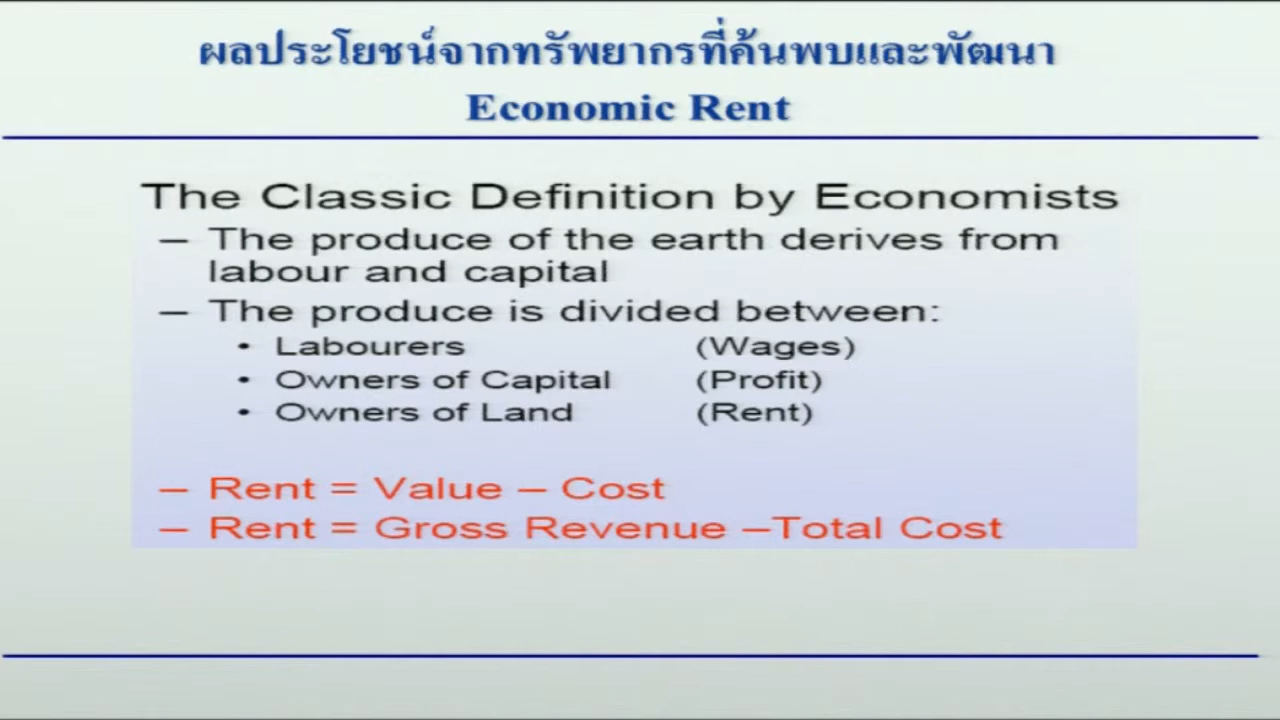 ผลประโยชน์จากทรัพยากรที่ค้นพบและพัฒนา
Economic Rent
The Classic Definition by Economists
– The produce of the earth derives from
labour and capital
– The produce is divided between:
• Labourers (Wages)
• Owners of Capital (Profit)
• Owners of Land (Rent)
– Rent = Value – Cost
– Rent = Gross Revenue –Total Cost